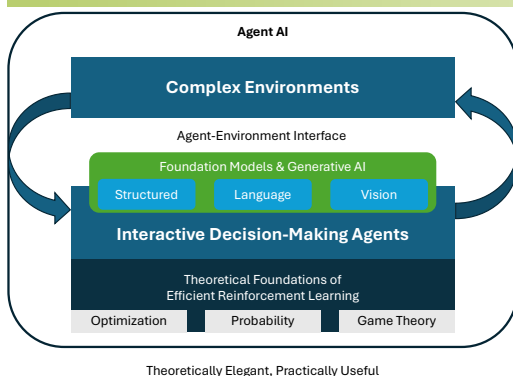 Agent AI
Complex Environments
Agent-Environment Interface
Foundation Models & Generative AI
Structured
Language
Vision
Interactive Decision-Making Agents
Theoretical Foundations of
Efficient Reinforcement Learning
Optimization
Probability
Game Theory
Theoretically Elegant, Practically Useful